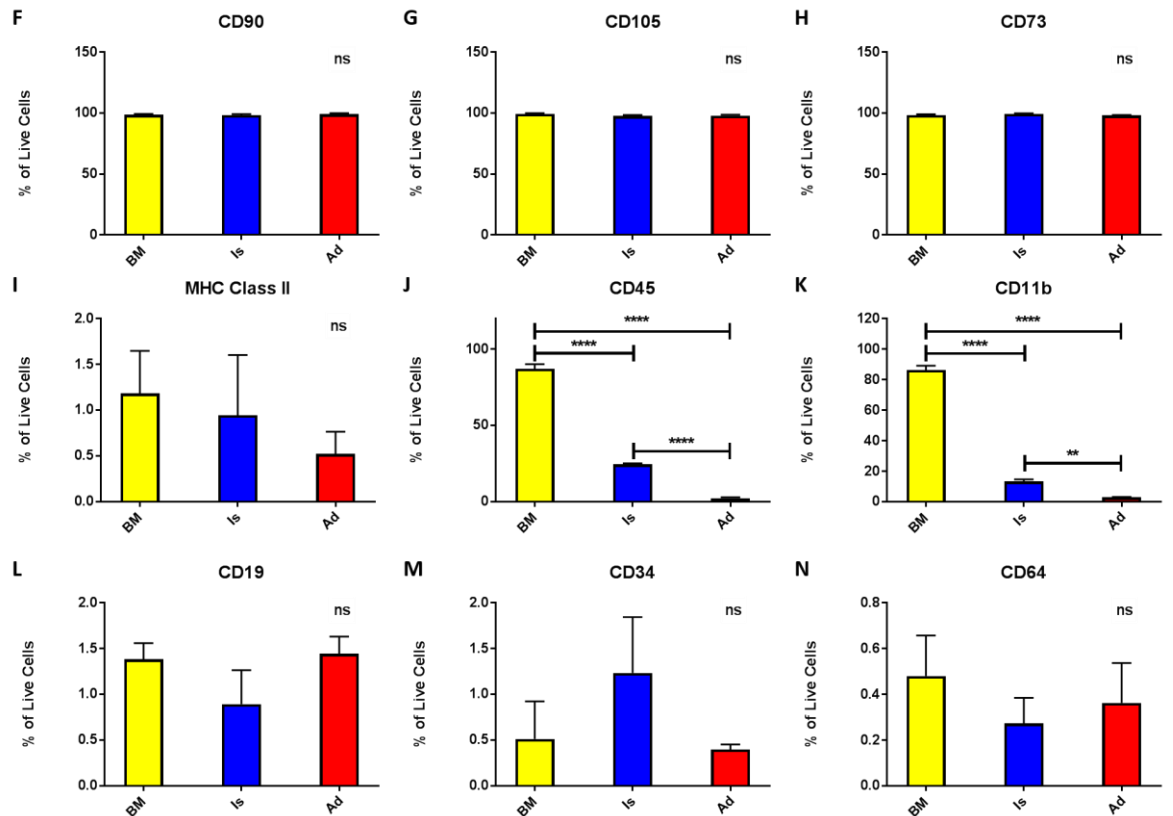 F
CD90
ns
% of Live Cells
150
100
50
0
BM
Is
Ad
G
CD105
ns
% of Live Cells
150
100
50
0
BM
Is
Ad
H
CD73
ns
% of Live Cells
150
100
50
0
BM
Is
Ad
I
MHC Class II
ns
% of Live Cells
2.0
1.5
1.0
0.5
0.0
BM
Is
Ad
J
CD45
****
****
****
% of Live Cells
100
50
0
BM
Is
Ad
K
CD11b
****
****
**
% of Live Cells
120
100
80
60
40
20
0
BM
Is
Ad
L
CD19
ns
% of Live Cells
2.0
1.5
1.0
0.5
0.0
BM
Is
Ad
M
CD34
ns
% of Live Cells
2.0
1.5
1.0
0.5
0.0
BM
Is
Ad
N
CD64
ns
% of Live Cells
0.8
0.6
0.4
0.2
0.0
BM
Is
Ad